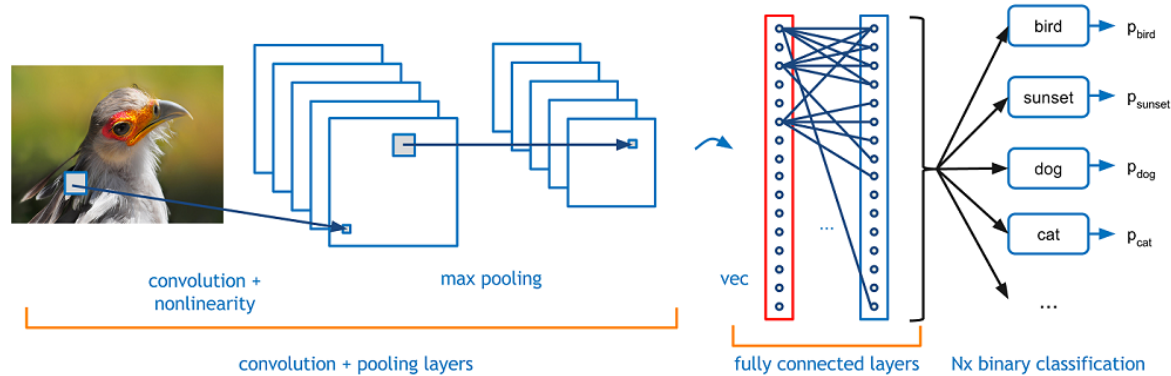 bird
p_bird
sunset
p_sunset
dog
p_dog
cat
p_cat
...
...
convolution +
nonlinearity
max pooling
vec
convolution + pooling layers
fully connected layers
Nx binary classification